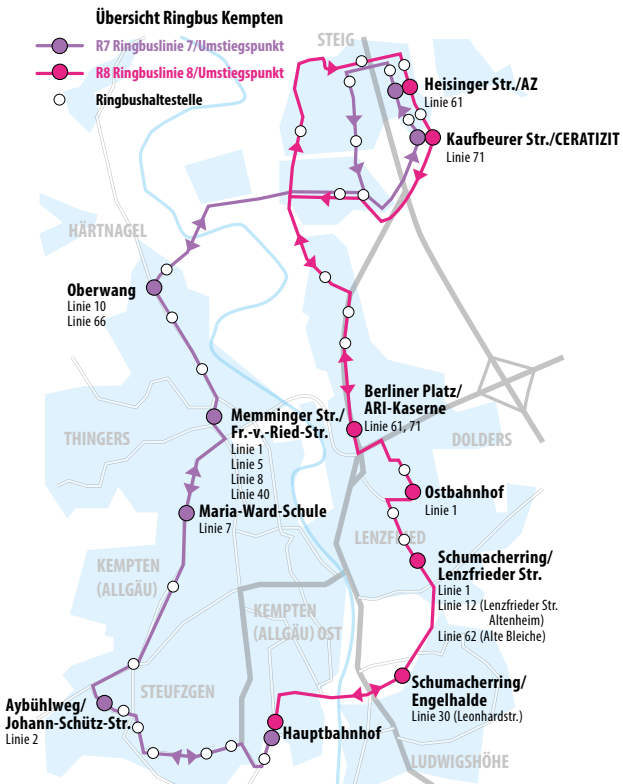 Übersicht Ringbus Kempten
R7 Ringbuslinie 7/Umstiegspunkt
R8 Ringbuslinie 8/Umstiegspunkt
Ringbushaltestelle
STEIG
Heisinger Str./AZ
Linie 61
Kaufbeurer Str./CERATIZIT
Linie 71
HÄRTNAGEL
Oberwang
Linie 10
Linie 66
Berliner Platz/
ARI-Kaserne
Linie 61, 71
Memminger Str./
Fr.-v.-Ried-Str.
Linie 1
Linie 5
Linie 8
Linie 40
THINGERS
DOLDERS
Ostbahnhof
Linie 1
Maria-Ward-Schule
Linie 7
LENZFRIED
Schumacherring/
Lenzfrieder Str.
Linie 1
Linie 12 (Lenzfrieder Str.
Altenheim)
Linie 62 (Alte Bleiche)
KEMPTEN
(ALLGÄU)
KEMPTEN
(ALLGÄU) OST
STEUFZGEN
Schumacherring/
Engelhalde
Linie 30 (Leonhardstr.)
Aybühlweg/
Johann-Schütz-Str.
Linie 2
Hauptbahnhof
LUDWIGSHÖHE